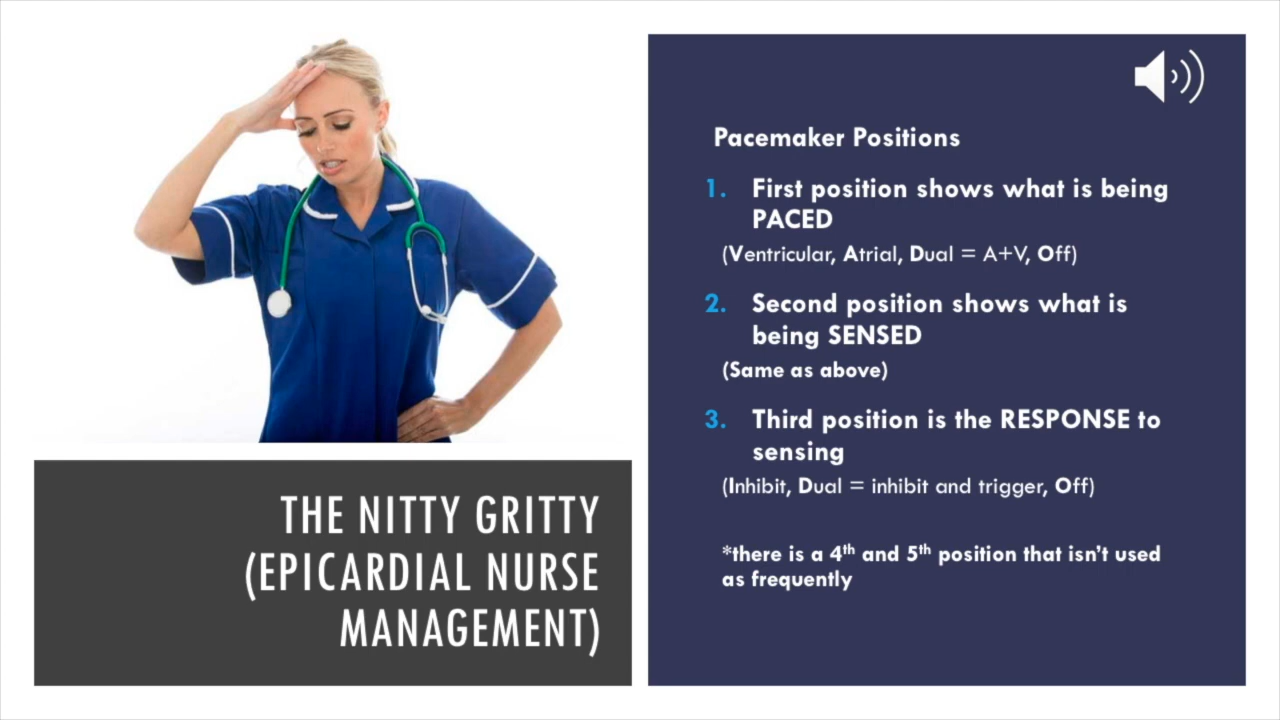 THE NITTY GRITTY
(EPICARDIAL NURSE
MANAGEMENT)
Pacemaker Positions
1. First position shows what is being
PACED
(Ventricular, Atrial, Dual = A+V, Off)
2. Second position shows what is
being SENSED
(Same as above)
3. Third position is the RESPONSE to
sensing
(Inhibit, Dual = inhibit and trigger, Off)
*there is a 4th and 5th position that isn't used
as frequently